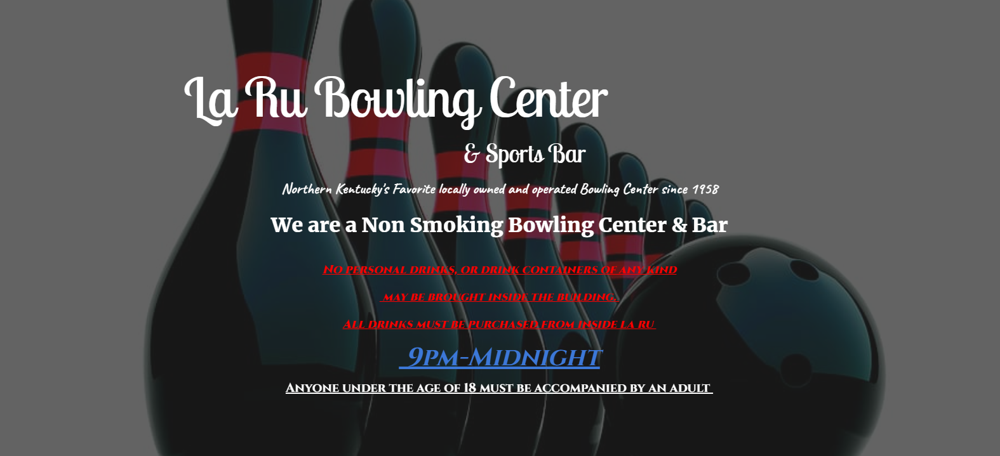 La Ru Bowling Center
& Sports Bar
Northern Kentucky's Favorite locally owned and operated Bowling Center since 1958
We are a Non Smoking Bowling Center & Bar
No personal drinks, or drink containers of any kind
may be brought inside the building.
All drinks must be purchased from inside la ru
9pm-Midnight
Anyone under the age of 18 must be accompanied by an adult